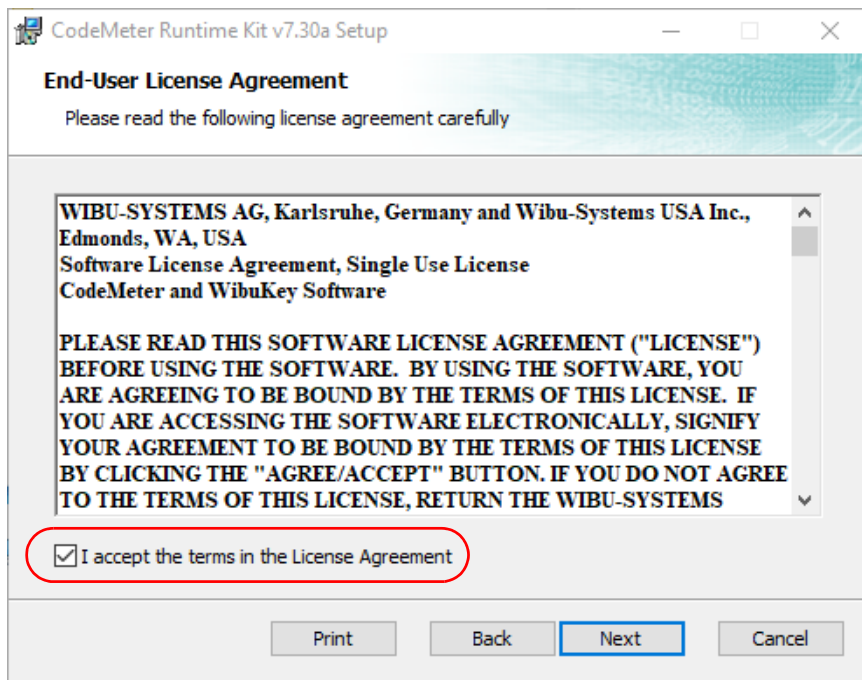 CodeMeter Runtime Kit v7.30a Setup
End-User License Agreement
Please read the following license agreement carefully
WIBU-SYSTEMS AG, Karlsruhe, Germany and Wibu-Systems USA Inc.,
Edmonds, WA, USA
Software License Agreement, Single Use License
CodeMeter and WibuKey Software
PLEASE READ THIS SOFTWARE LICENSE AGREEMENT ("LICENSE")
BEFORE USING THE SOFTWARE.  BY USING THE SOFTWARE, YOU
ARE AGREEING TO BE BOUND BY THE TERMS OF THIS LICENSE.  IF
YOU ARE ACCESSING THE SOFTWARE ELECTRONICALLY, SIGNIFY
YOUR AGREEMENT TO BE BOUND BY THE TERMS OF THIS LICENSE
BY CLICKING THE "AGREE/ACCEPT" BUTTON. IF YOU DO NOT AGREE
TO THE TERMS OF THIS LICENSE, RETURN THE WIBU-SYSTEMS
I accept the terms in the License Agreement
Print Back Next Cancel